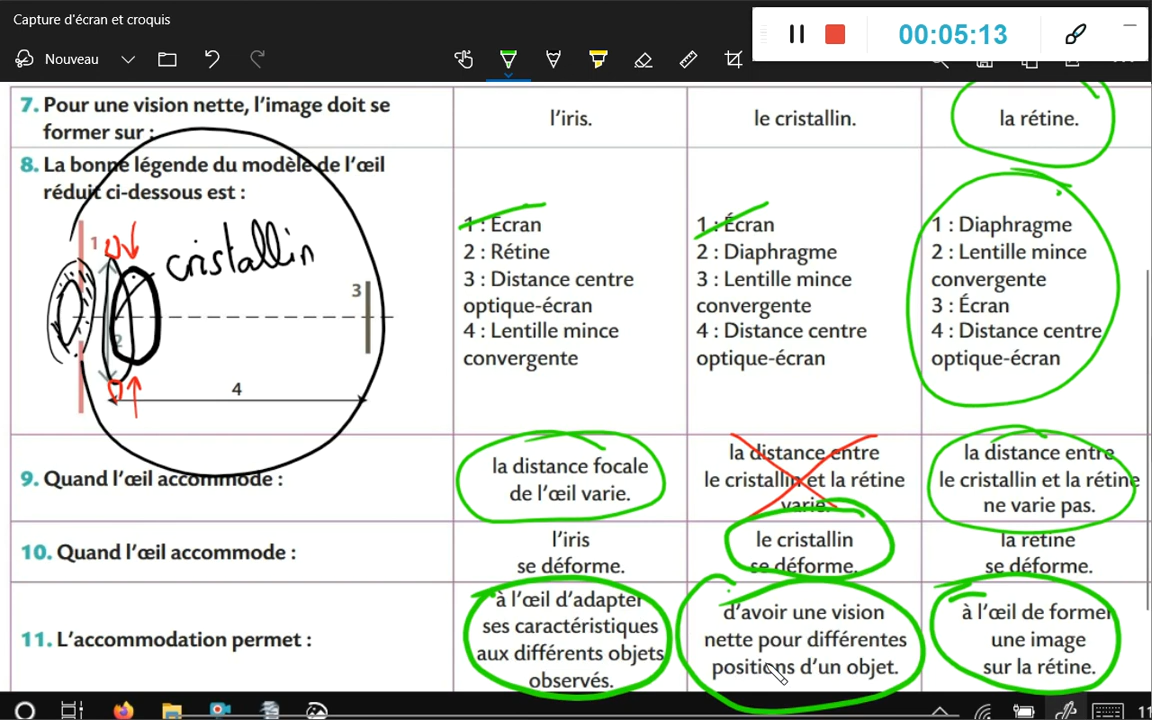 Capture d'écran et croquis
00:05:13
Nouveau
7. Pour une vision nette, l'image doit se
former sur :
l'iris.
le cristallin.
la rétine.
8. La bonne légende du modèle de l'œil
réduit ci-dessous est :
1
2
3
4
cristallin
1 : Écran
2 : Rétine
3 : Distance centre
optique-écran
4 : Lentille mince
convergente
1 : Écran
2 : Diaphragme
3 : Lentille mince
convergente
4 : Distance centre
optique-écran
1 : Diaphragme
2 : Lentille mince
convergente
3 : Écran
4 : Distance centre
optique-écran
9. Quand l'œil accommode :
la distance focale
de l'œil varie.
la distance entre
le cristallin et la rétine
varie.
la distance entre
le cristallin et la rétine
ne varie pas.
10. Quand l'œil accommode :
l'iris
se déforme.
le cristallin
se déforme.
la rétine
se déforme.
11. L'accommodation permet :
à l'œil d'adapter
ses caractéristiques
aux différents objets
observés.
d'avoir une vision
nette pour différentes
positions d'un objet.
à l'œil de former
une image
sur la rétine.